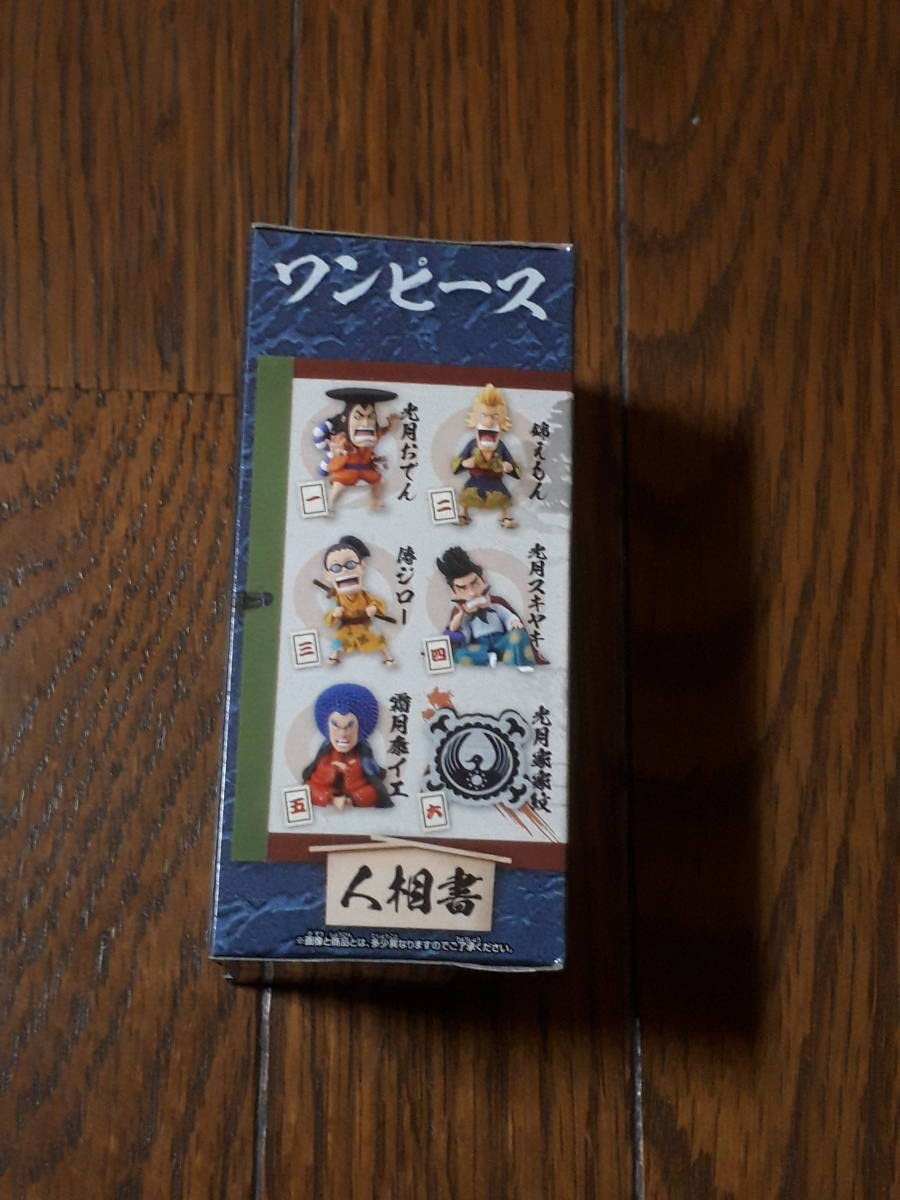 ワンピース
光月おでん
一
錦えもん
二
傳ジロー
三
光月スキヤキ
四
霜月康イエ
五
光月家家紋
六
人相書
※画像と商品とは、多少異なりますのでご了承ください。